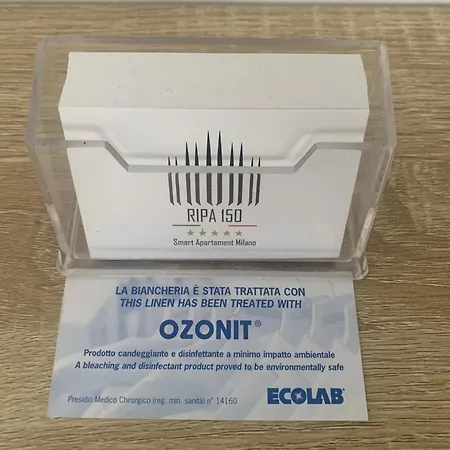 RIPA 150
Smart Apartament Milano
LA BIANCHERIA È STATA TRATTATA CON
THIS LINEN HAS BEEN TREATED WITH
OZONIT®
Prodotto candeggiante e disinfettante a minimo impatto ambientale
A bleaching and disinfectant product proved to be environmentally safe
Presidio Medico Chirurgico (reg. min. sanità) n° 14160
ECOLAB®